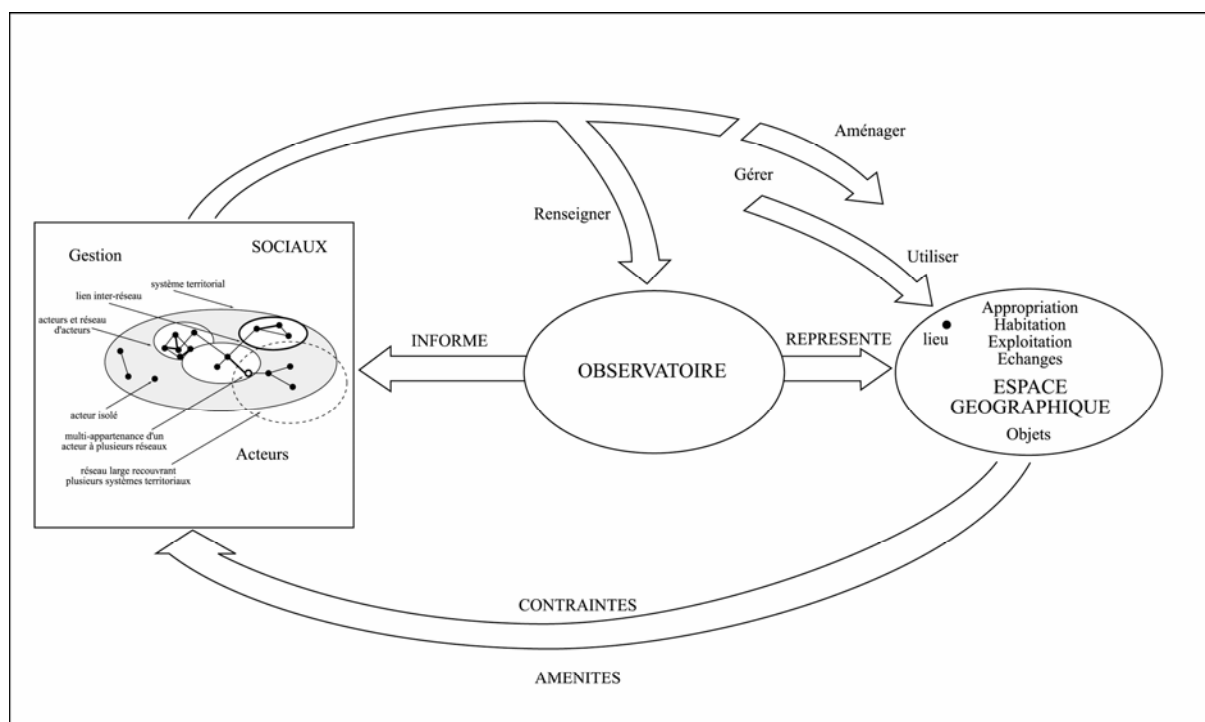 Aménager
Gérer
Renseigner
Utiliser
Gestion
SOCIAUX
système territorial
lien inter-réseau
acteurs et réseau
d'acteurs
acteur isolé
multi-appartenance d'un
acteur à plusieurs réseaux
Acteurs
réseau large recouvrant
plusieurs systèmes territoriaux
INFORME
OBSERVATOIRE
REPRESENTE
lieu
Appropriation
Habitation
Exploitation
Echanges
ESPACE
GEOGRAPHIQUE
Objets
CONTRAINTES
AMENITES